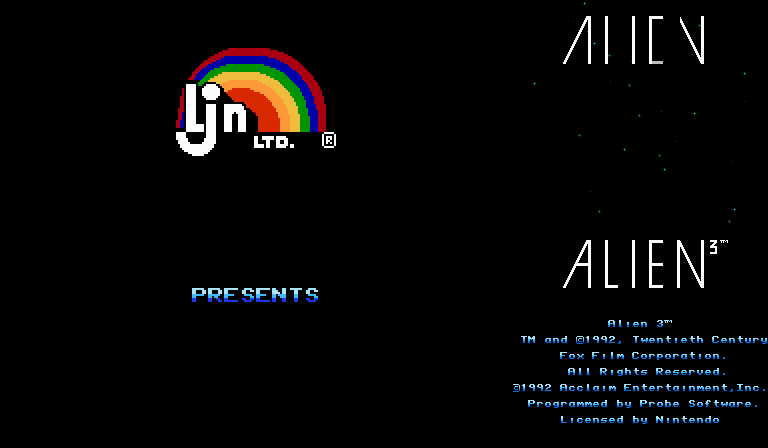 Ljn
LTD. ®
PRESENTS
ALIEN
ALIEN 3™
Alien 3™
TM and ©1992, Twentieth Century
Fox Film Corporation.
All Rights Reserved.
©1992 Acclaim Entertainment,Inc.
Programmed by Probe Software.
Licensed by Nintendo